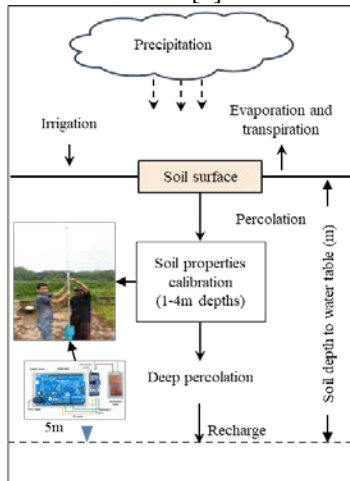 Precipitation
Irrigation
Evaporation and
transpiration
Soil surface
Percolation
Soil properties
calibration
(1-4m depths)
Soil depth to water table (m)
Deep percolation
5m
Recharge